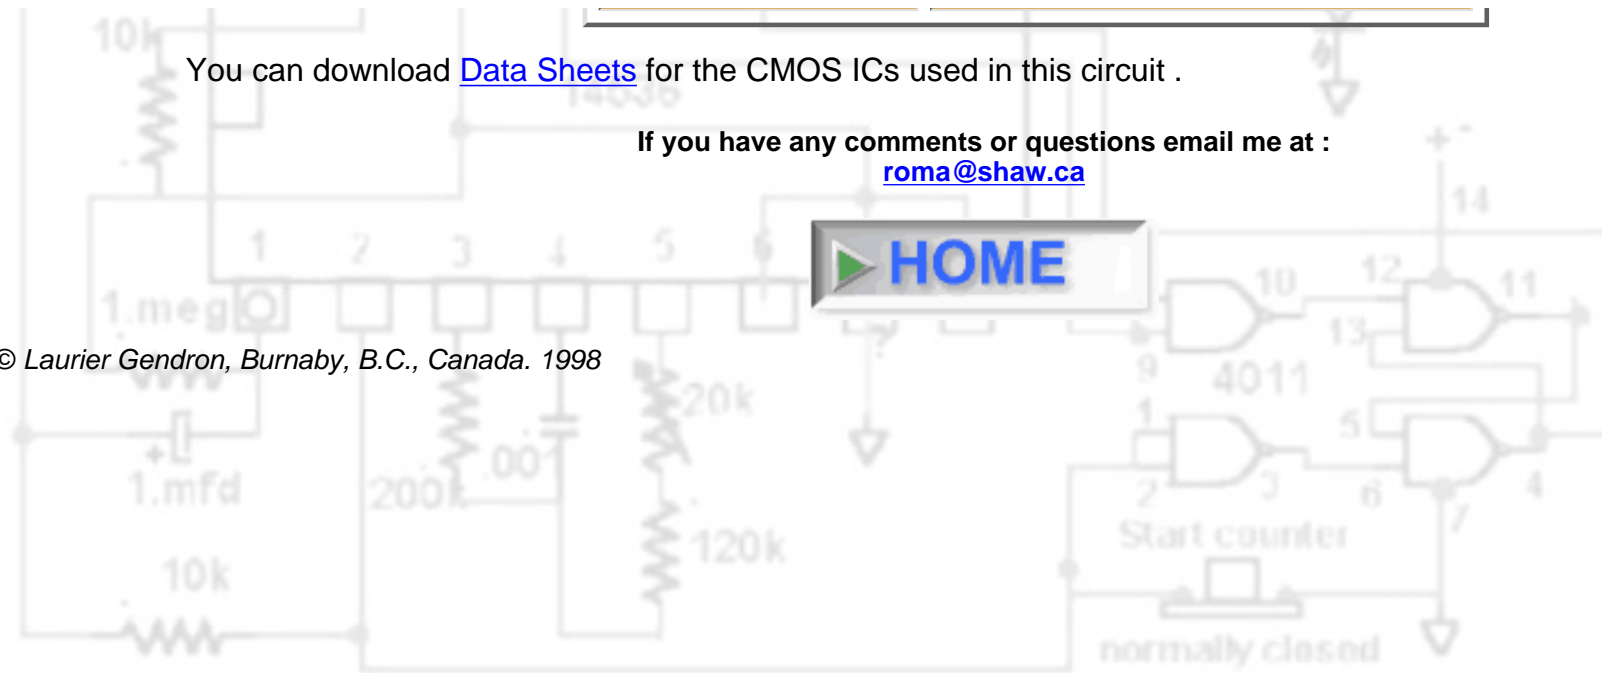 10k
You can download Data Sheets for the CMOS ICs used in this circuit .
14536
If you have any comments or questions email me at :
roma@shaw.ca
+
14
1 2 3 4 5 6
HOME
10 12 11
1.meg
13
?
© Laurier Gendron, Burnaby, B.C., Canada. 1998
9 4011
20k
1 5
.001
1.mfd
200k
2 3 6 4
7
Start counter
120k
10k
normally closed